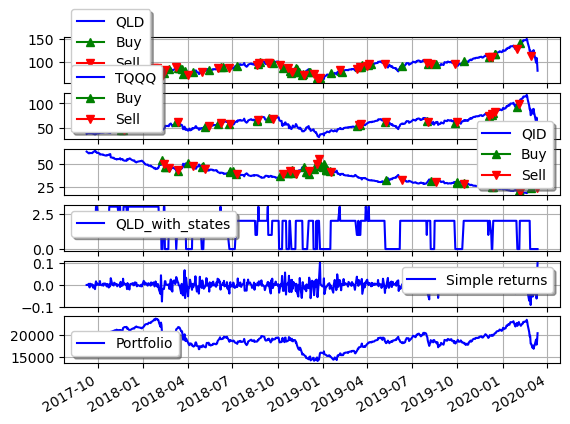 QLD
Buy
Sell
150
100
TQQQ
Buy
Sell
100
50
QID
Buy
Sell
50
25
QLD_with_states
2.5
0.0
Simple returns
0.1
0.0
−0.1
Portfolio
20000
15000
2017-10
2018-01
2018-04
2018-07
2018-10
2019-01
2019-04
2019-07
2019-10
2020-01
2020-04